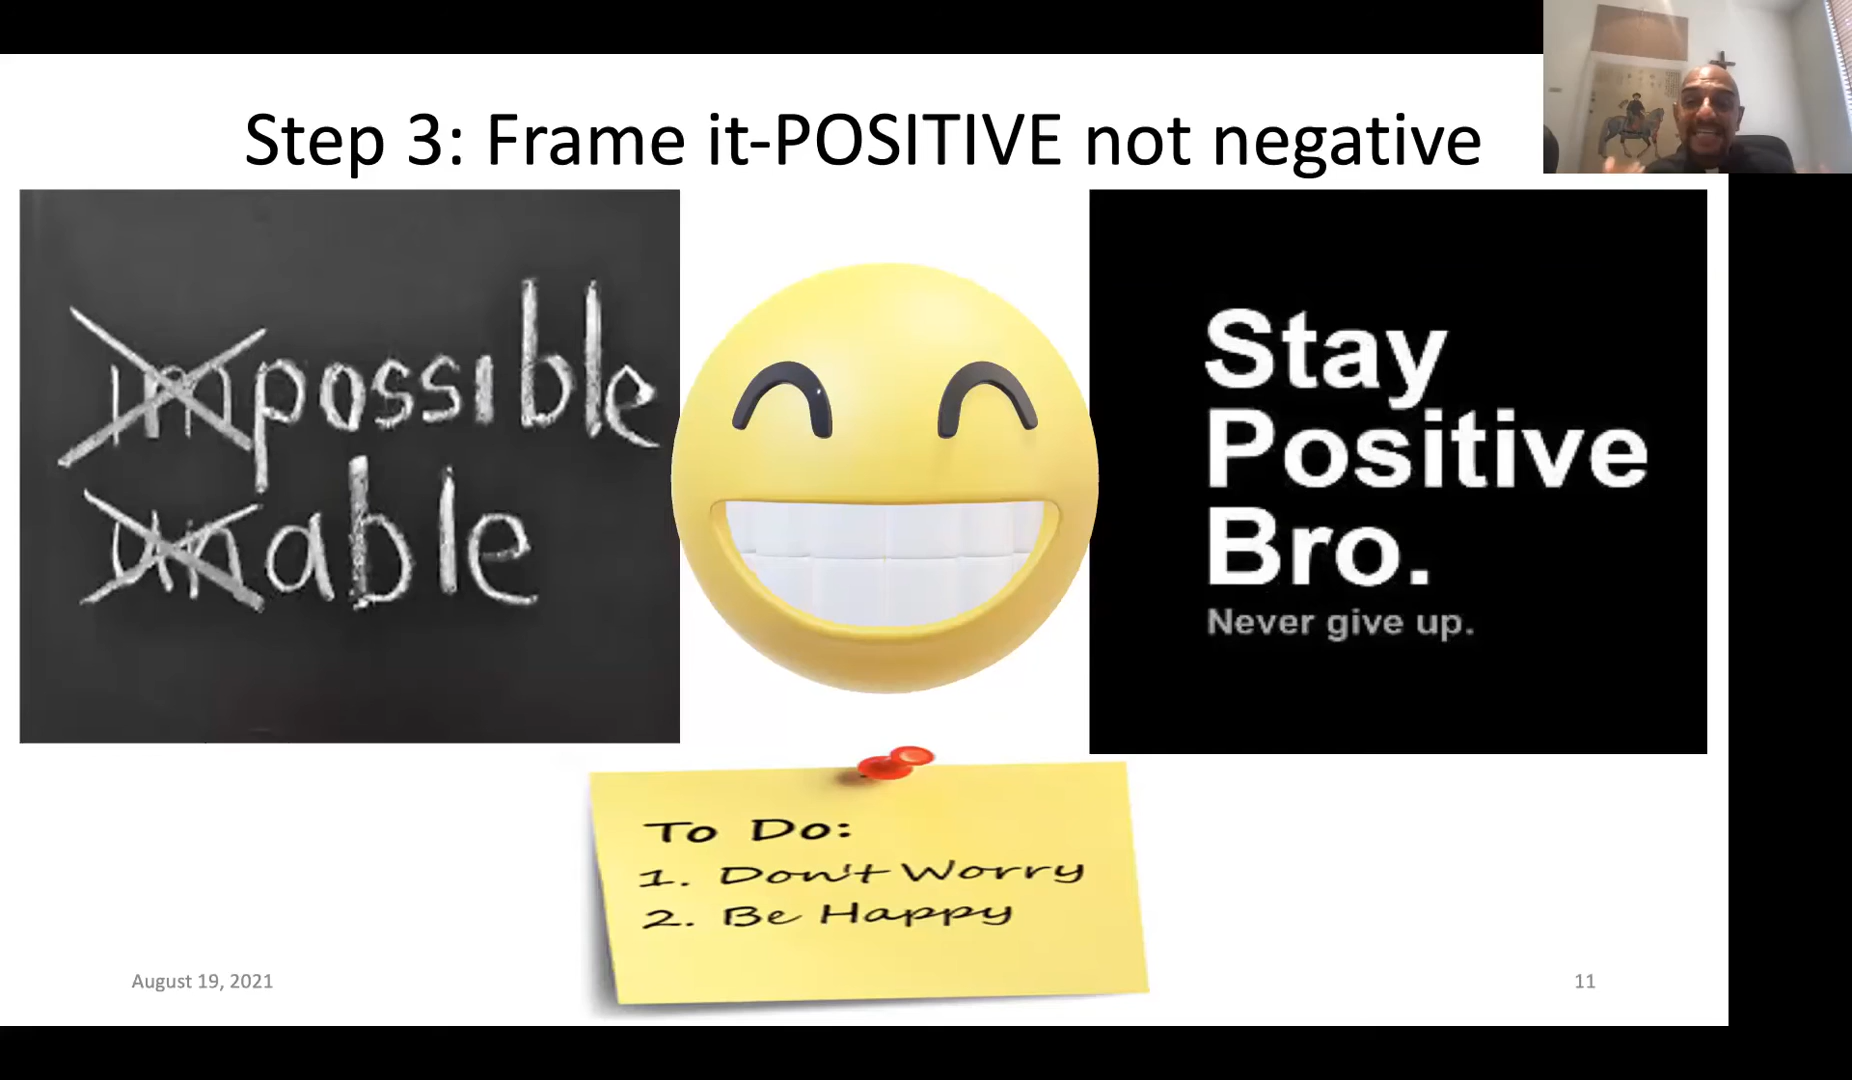 Step 3: Frame it-POSITIVE not negative
impossible
unable
Stay
Positive
Bro.
Never give up.
To Do:
1. Don't Worry
2. Be Happy
August 19, 2021
11